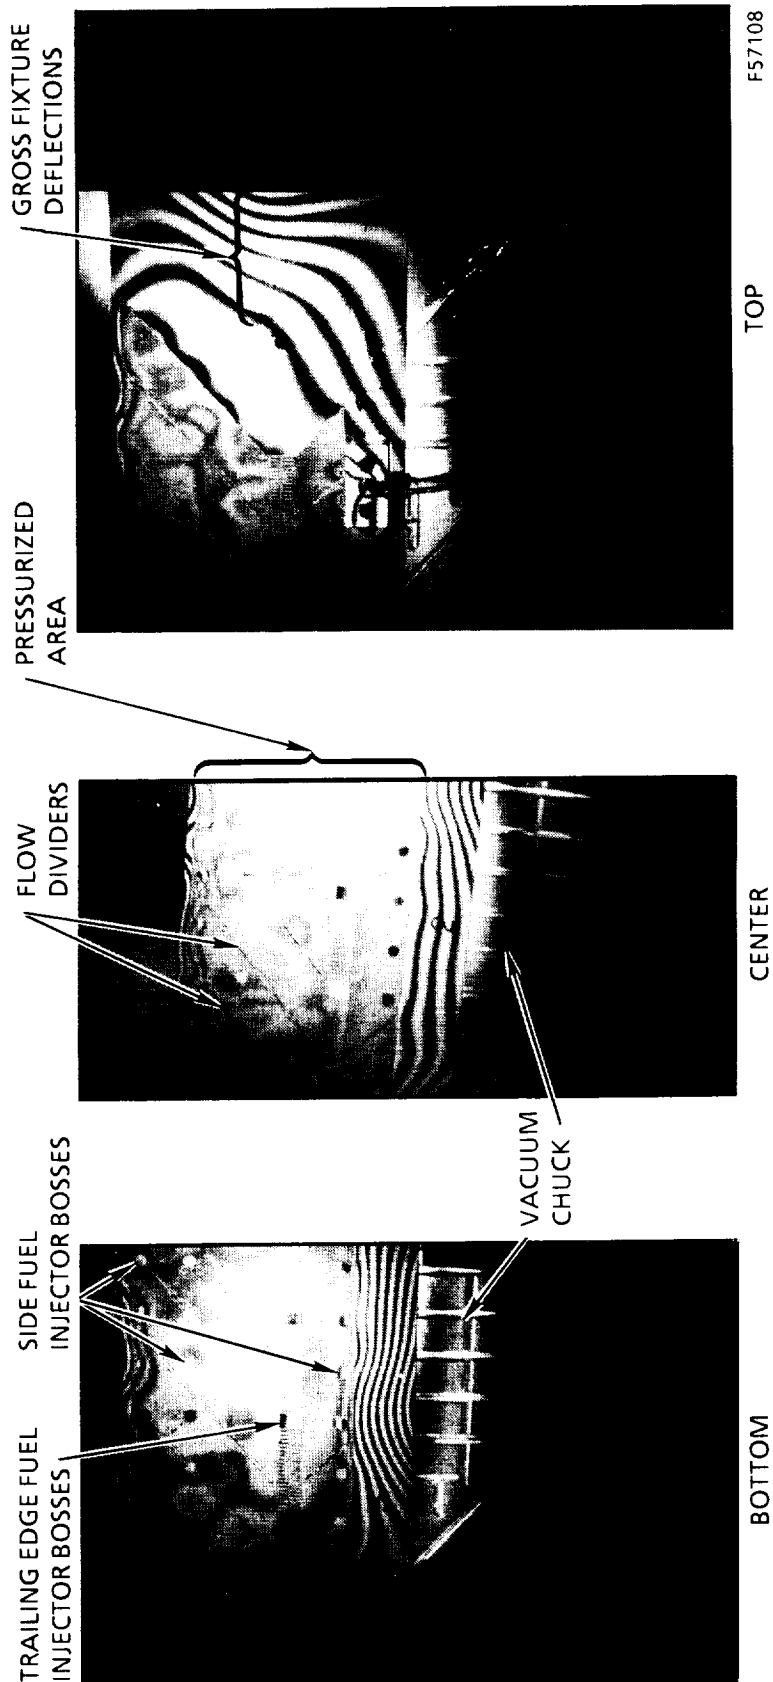 TRAILING EDGE FUEL
INJECTOR BOSSES
SIDE FUEL
INJECTOR BOSSES
FLOW
DIVIDERS
PRESSURIZED
AREA
GROSS FIXTURE
DEFLECTIONS
VACUUM
CHUCK
BOTTOM
CENTER
TOP
F57108